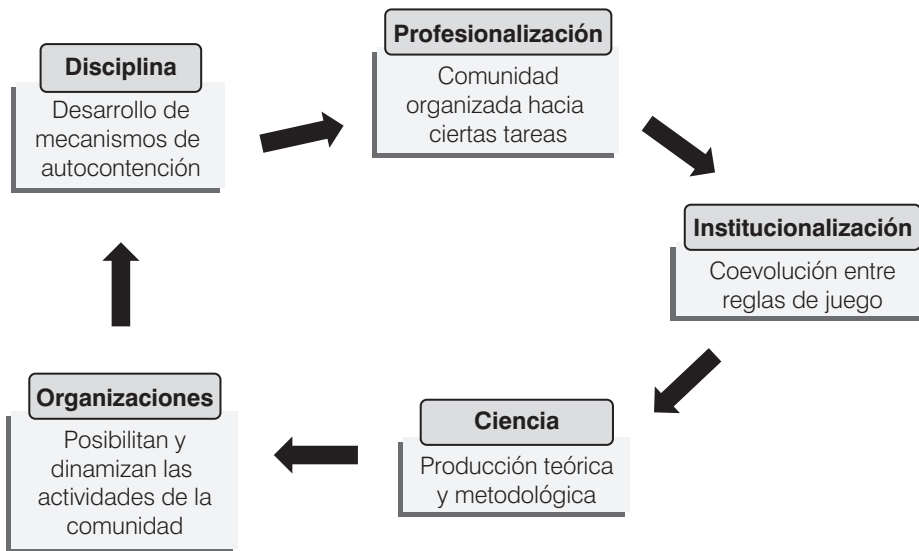 Disciplina
Desarrollo de
mecanismos de
autocontención
Profesionalización
Comunidad
organizada hacia
ciertas tareas
Institucionalización
Coevolución entre
reglas de juego
Ciencia
Producción teórica
y metodológica
Organizaciones
Posibilitan y
dinamizan las
actividades de la
comunidad